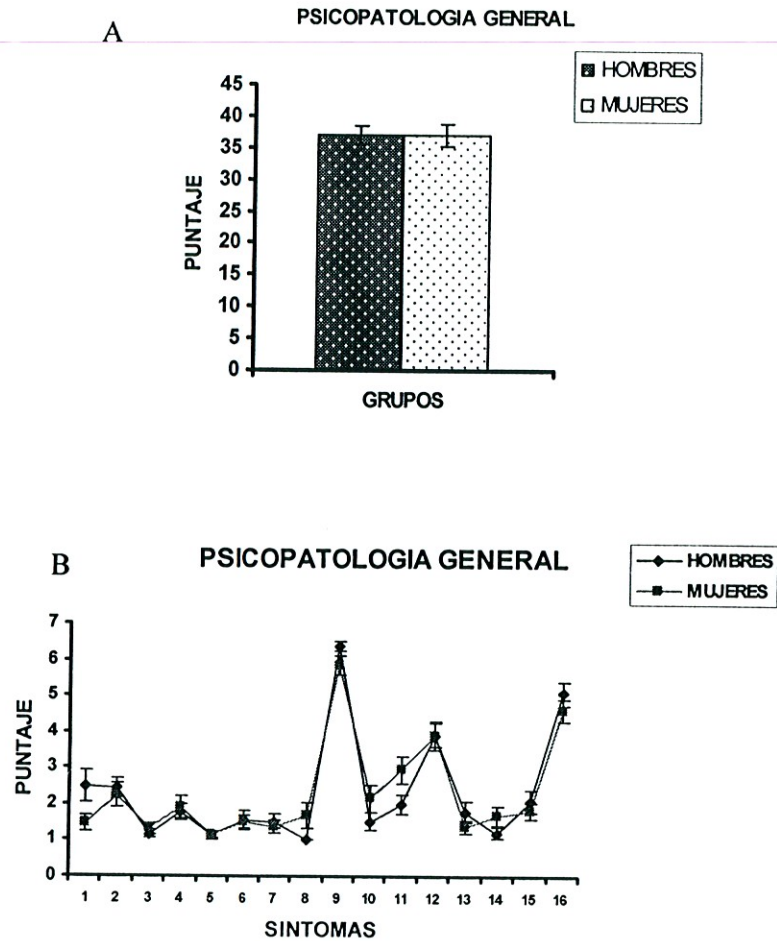 A
PSICOPATOLOGIA GENERAL
HOMBRES
MUJERES
45
40
35
30
25
20
15
10
5
0
PUNTAJE
GRUPOS
B
PSICOPATOLOGIA GENERAL
HOMBRES
MUJERES
7
6
5
4
3
2
1
0
PUNTAJE
1 2 3 4 5 6 7 8 9 10 11 12 13 14 15 16
SINTOMAS